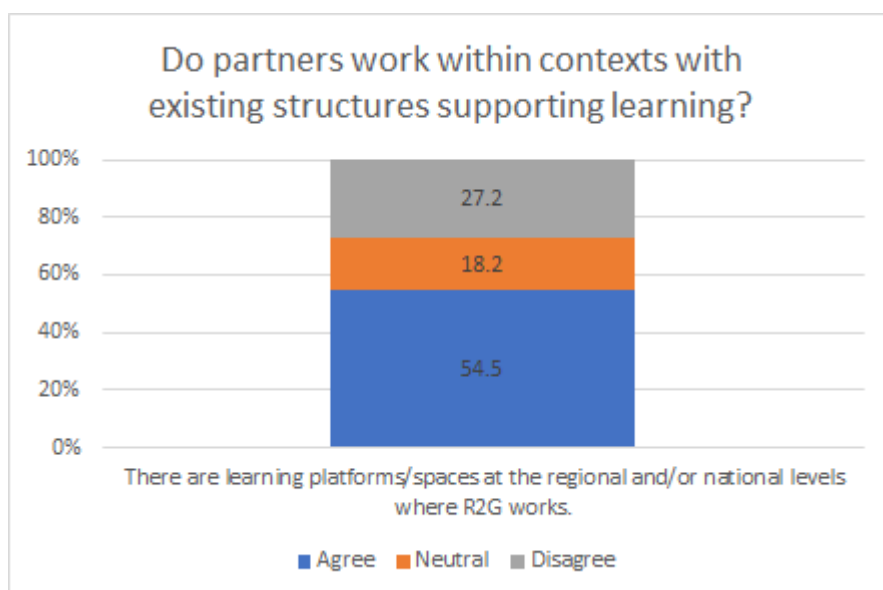 Do partners work within contexts with
existing structures supporting learning?
100%
27.2
80%
18.2
60%
40%
54.5
20%
0%
There are learning platforms/spaces at the regional and/or national levels
where R2G works.
Agree Neutral Disagree